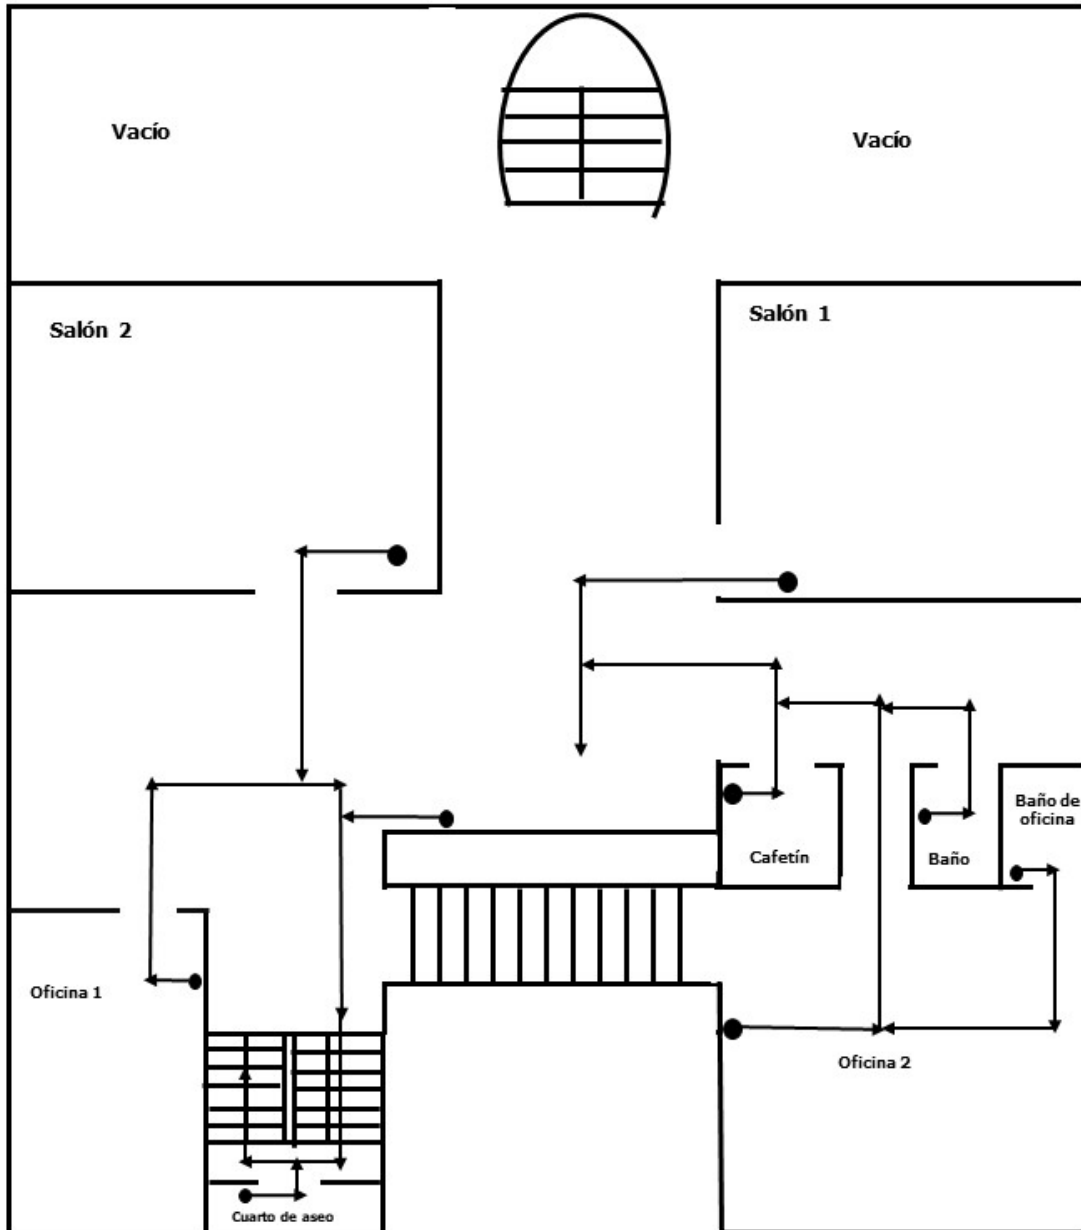 Vacío
Vacío
Salón 2
Salón 1
Cafetín
Baño
Baño de
oficina
Oficina 1
Oficina 2
Cuarto de aseo